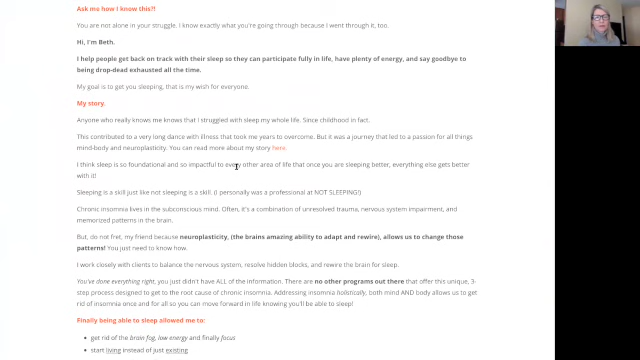 Ask me how I know this?!
You are not alone in your struggle. I know exactly what you're going through because I went through it, too.
Hi, I'm Beth,
I help people get back on track with their sleep so they can participate fully in life, have plenty of energy, and say goodbye to
being drop-dead exhausted all the time.
My goal is to get you sleeping, that is my wish for everyone.
My story.
Anyone who really knows me knows that I struggled with sleep my whole life. Since childhood in fact.
This contributed to a very long dance with illness that took me years to overcome. But it was a journey that led to a passion for all things
mind-body and neuroplasticity. You can read more about my story here.
I think sleep is so foundational and so impactful to every other area of life that once you are sleeping better, everything else gets better
with it!
Sleeping is a skill just like not sleeping is a skill. (I personally was a professional at NOT SLEEPING!)
Chronic insomnia lives in the subconscious mind. Often, it's a combination of unresolved trauma, nervous system impairment, and
memorized patterns in the brain.
But, do not fret, my friend because neuroplasticity, (the brains amazing ability to adapt and rewire), allows us to change those
patterns! You just need to know how.
I work closely with clients to balance the nervous system, resolve hidden blocks, and rewire the brain for sleep.
You've done everything right, you just didn't have ALL of the information. There are no other programs out there that offer this unique, 3-
step process designed to get to the root cause of chronic insomnia. Addressing insomnia holistically, both mind AND body allows us to get
rid of insomnia once and for all so you can move forward in life knowing you'll be able to sleep!
Finally being able to sleep allowed me to:
• get rid of the brain fog, low energy and finally focus
• start living instead of just existing